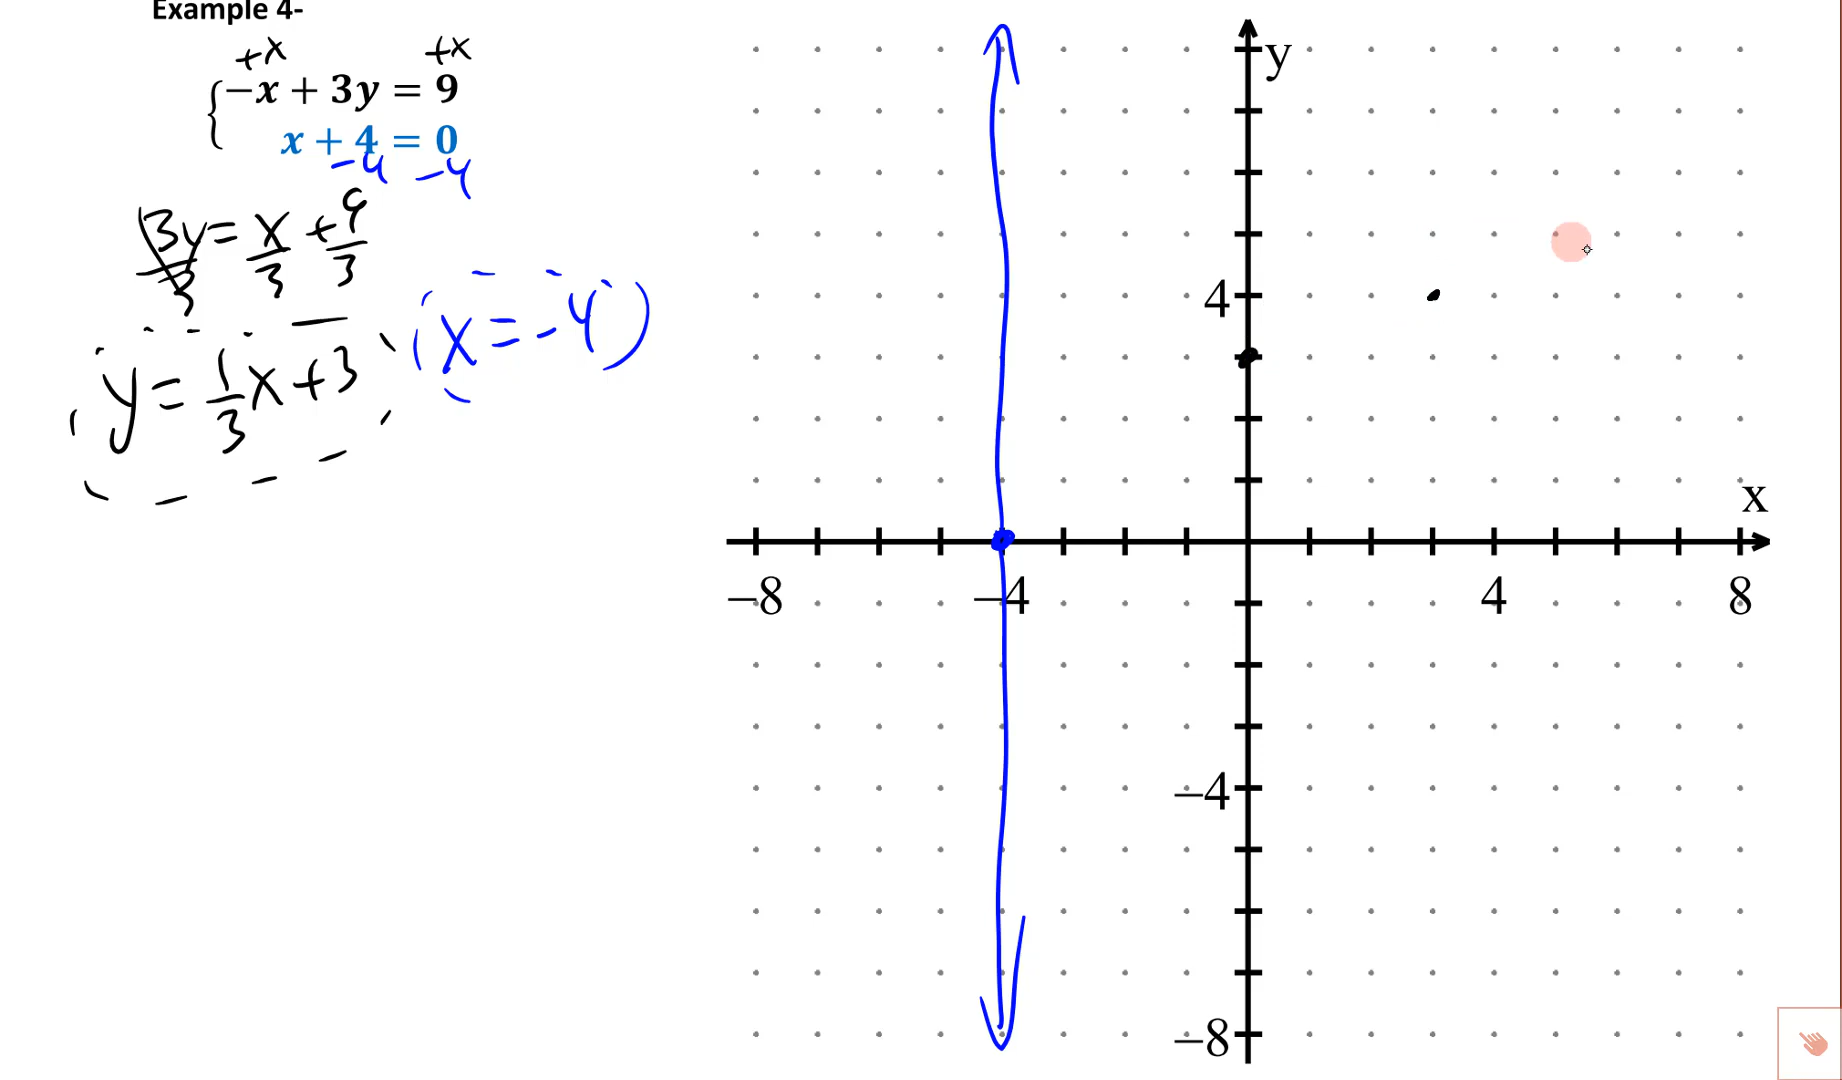 Example 4-
+x +x
−x + 3y = 9
x + 4 = 0
-4 -4
3y = x + 9
3 3 3
y = 1/3 x + 3
(x = -4)
y
4
x
−8 −4 4 8
−4
−8